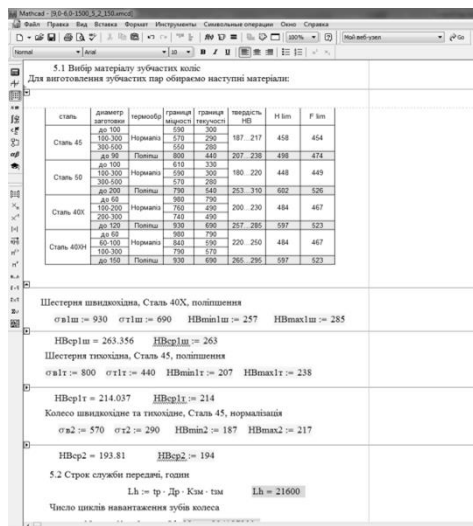 Mathcad - [9,0-6.0-1500_5_2_150.xmcd]
Файл Правка Вид Вставка Формат Инструменты Символьные операции Окно Справка
100% Мой веб-узел Go
Normal Arial 10
5.1 Вибір матеріалу зубчастих коліс
Для виготовлення зубчастих пар обираємо наступні матеріали:
сталь диаметр заготовки термообр границя міцності границя текучості твердість HB H lim F lim
Сталь 45 до 100 Нормаліз 590 300 187...217 458 454
100-300 570 290
300-500 550 280
до 90 Поліпш 800 440 207...238 498 474
Сталь 50 до 100 Нормаліз 610 330 180...220 448 449
100-300 590 300
300-500 570 280
до 200 Поліпш 790 540 253...310 602 526
Сталь 40Х до 60 Нормаліз 980 790 200...230 484 467
100-200 760 490
200-300 740 490
до 120 Поліпш 930 690 257...285 597 523
Сталь 40ХН до 60 Нормаліз 980 790 220...250 484 467
60-100 840 590
100-300 790 570
до 150 Поліпш 930 690 265...295 597 523
Шестерня швидкохідна, Сталь 40Х, поліпшення
σв1ш := 930 σт1ш := 690 HBmin1ш := 257 HBmax1ш := 285
HBср1ш = 263.356 HBср1ш := 263
Шестерня тихохідна, Сталь 45, поліпшення
σв1т := 800 σт1т := 440 HBmin1т := 207 HBmax1т := 238
HBср1т = 214.037 HBср1т := 214
Колесо швидкохідне та тихохідне, Сталь 45, нормалізація
σв2 := 570 σт2 := 290 HBmin2 := 187 HBmax2 := 217
HBср2 = 193.81 HBср2 := 194
5.2 Строк служби передачі, годин
Lh := tр · Др · Кзм · tзм Lh = 21600
Число циклів навантаження зубів колеса